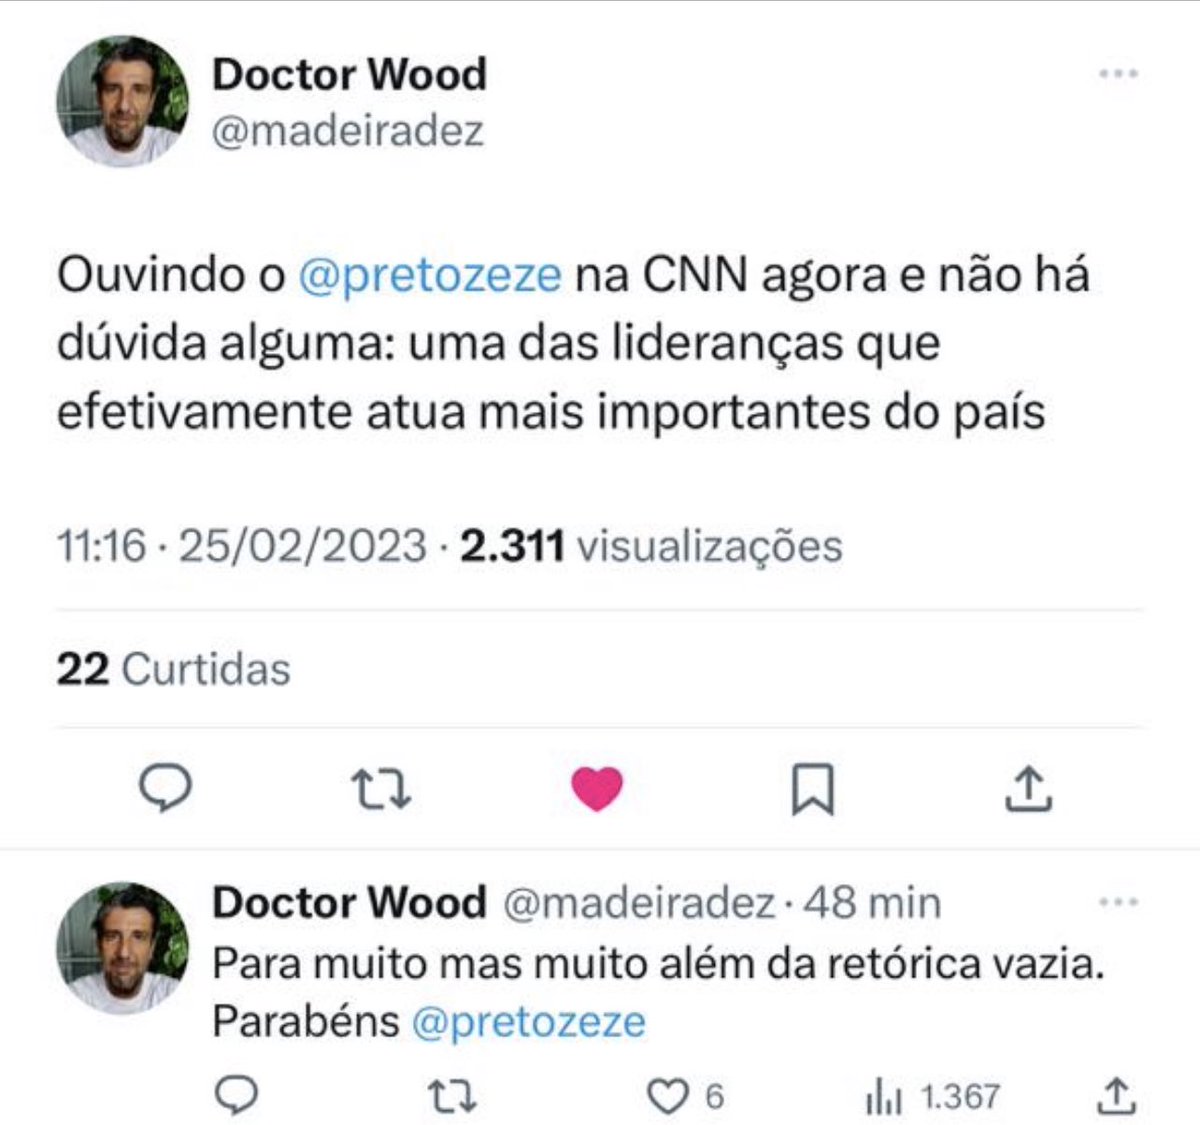 Doctor Wood
@madeiradez
Ouvindo o @pretozeze na CNN agora e não há
dúvida alguma: uma das lideranças que
efetivamente atua mais importantes do país
11:16 · 25/02/2023 · 2.311 visualizações
22 Curtidas
Doctor Wood @madeiradez · 48 min
Para muito mas muito além da retórica vazia.
Parabéns @pretozeze
6 1.367